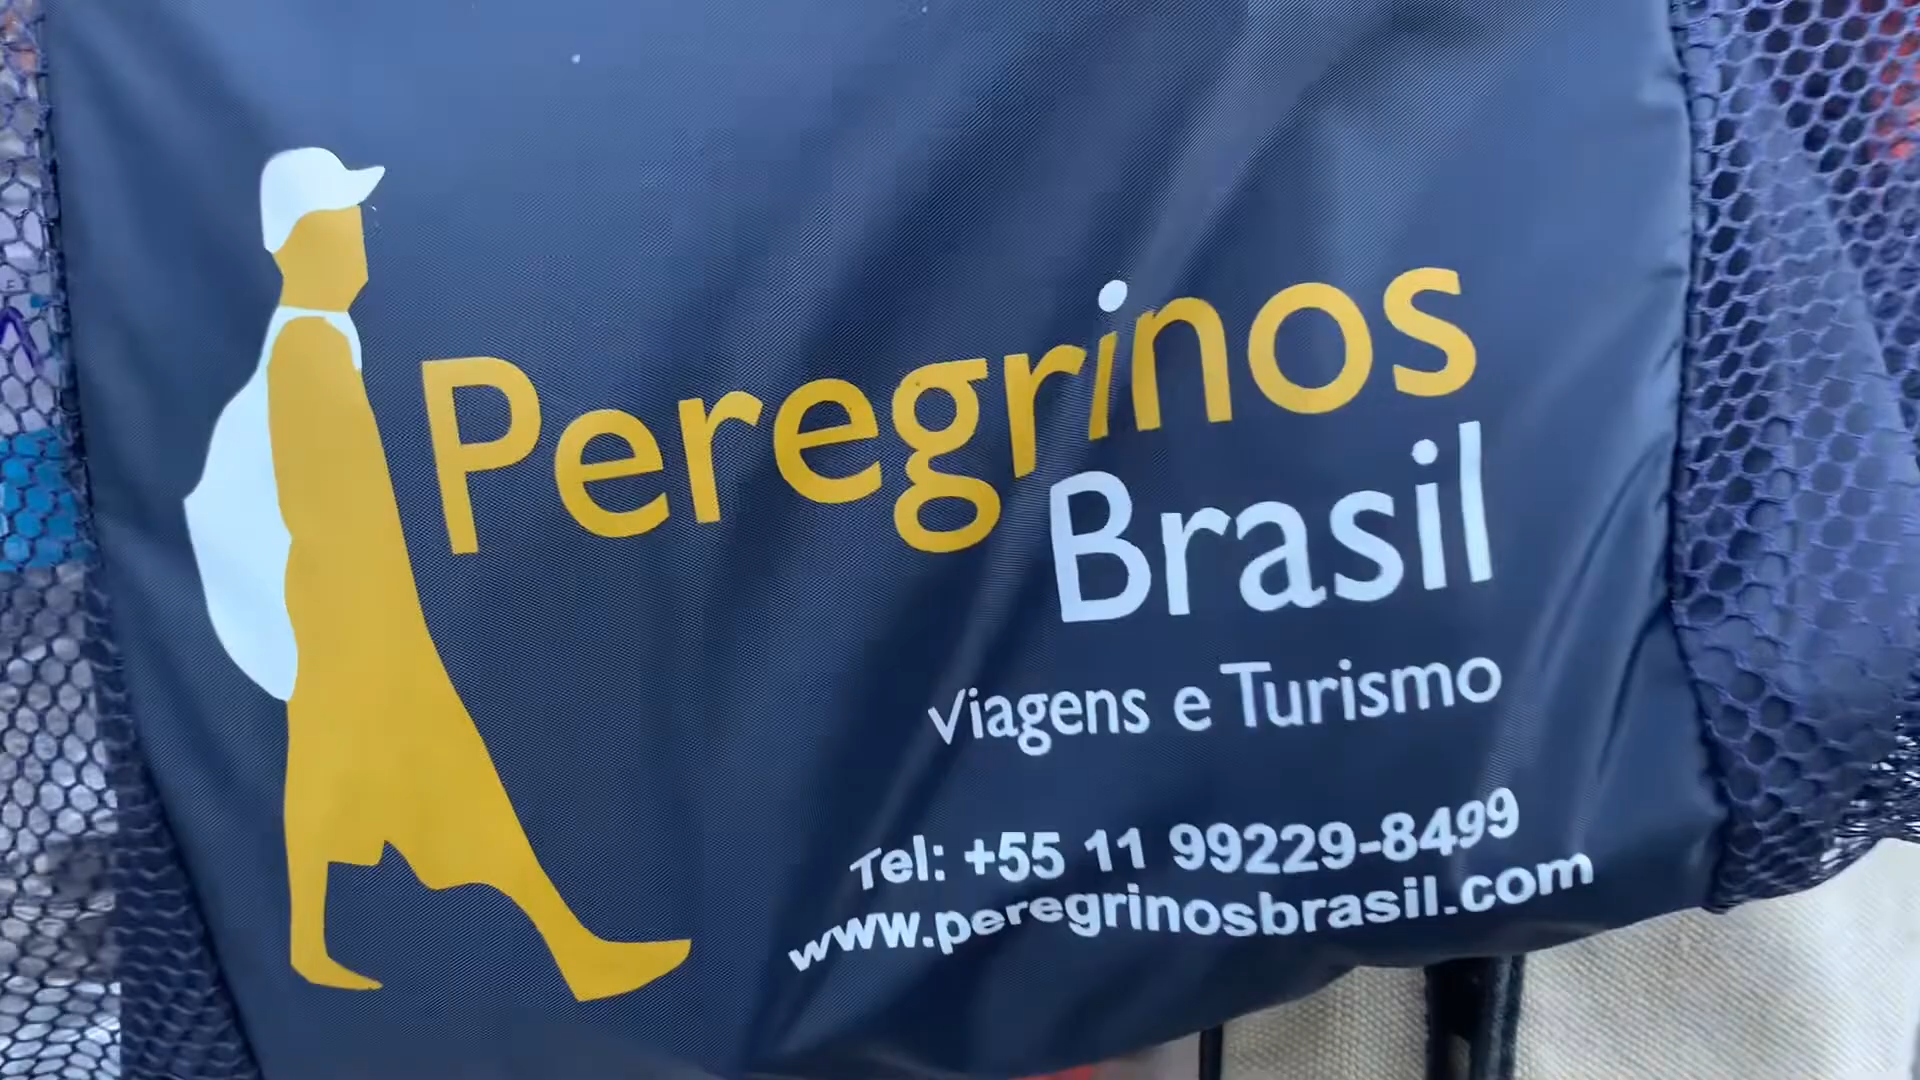 Peregrinos
Brasil
Viagens e Turismo
Tel: +55 11 99229-8499
www.peregrinosbrasil.com